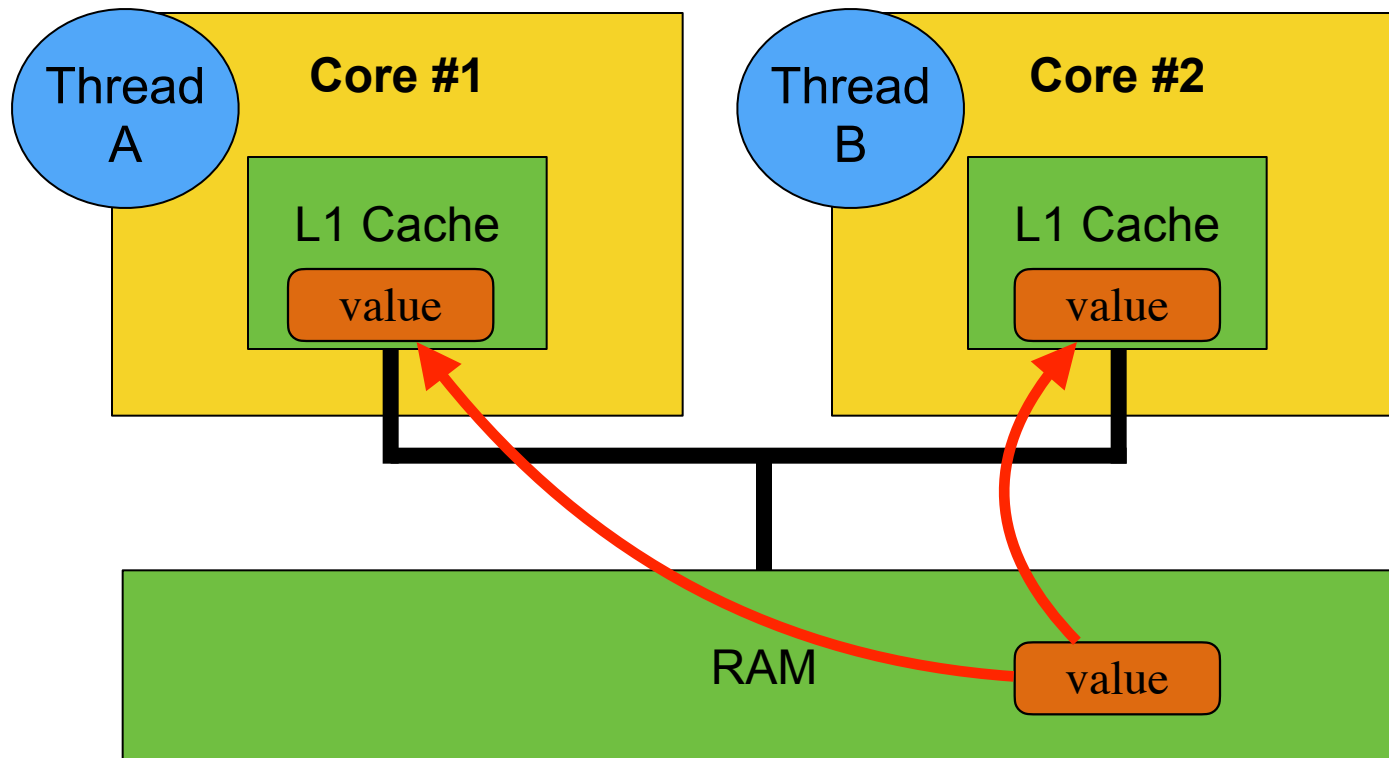 Thread
A
Core #1
L1 Cache
value
Thread
B
Core #2
L1 Cache
value
RAM
value